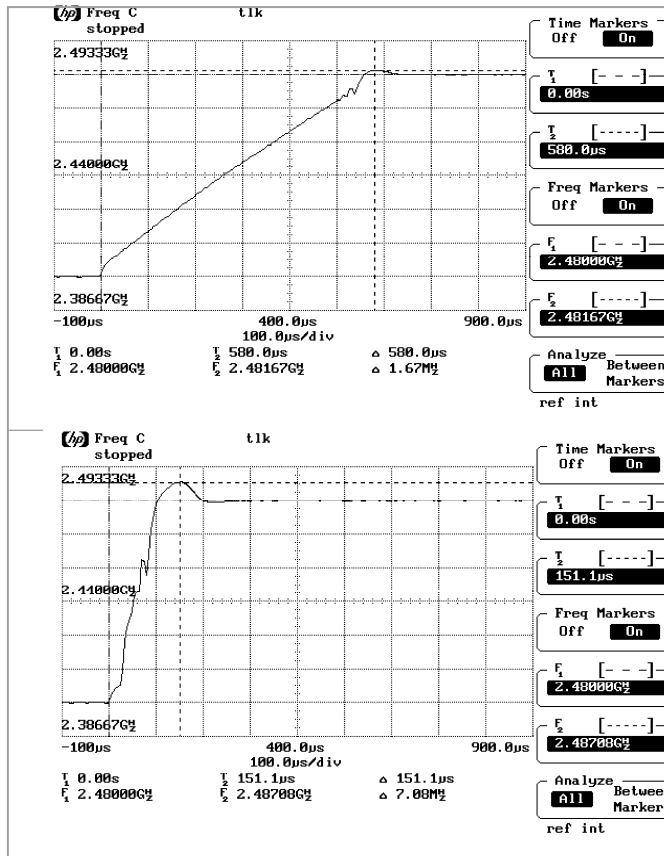 hp Freq C tlk
stopped
2.49333GHz
2.44000GHz
2.38667GHz
-100µs 400.0µs 900.0µs
100.0µs/div
T1 0.00s T2 580.0µs Δ 580.0µs
F1 2.48000GHz F2 2.48167GHz Δ 1.67MHz
Time Markers
Off On
T1 [- - -]
0.00s
T2 [-----]
580.0µs
Freq Markers
Off On
F1 [- - -]
2.48000GHz
F2 [-----]
2.48167GHz
Analyze
All Between
Markers
ref int
hp Freq C tlk
stopped
2.49333GHz
2.44000GHz
2.38667GHz
-100µs 400.0µs 900.0µs
100.0µs/div
T1 0.00s T2 151.1µs Δ 151.1µs
F1 2.48000GHz F2 2.48708GHz Δ 7.08MHz
Time Markers
Off On
T1 [- - -]
0.00s
T2 [-----]
151.1µs
Freq Markers
Off On
F1 [- - -]
2.48000GHz
F2 [-----]
2.48708GHz
Analyze
All Betwee
Marker
ref int